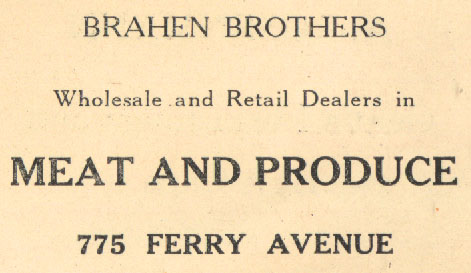 BRAHEN BROTHERS
Wholesale and Retail Dealers in
MEAT AND PRODUCE
775 FERRY AVENUE